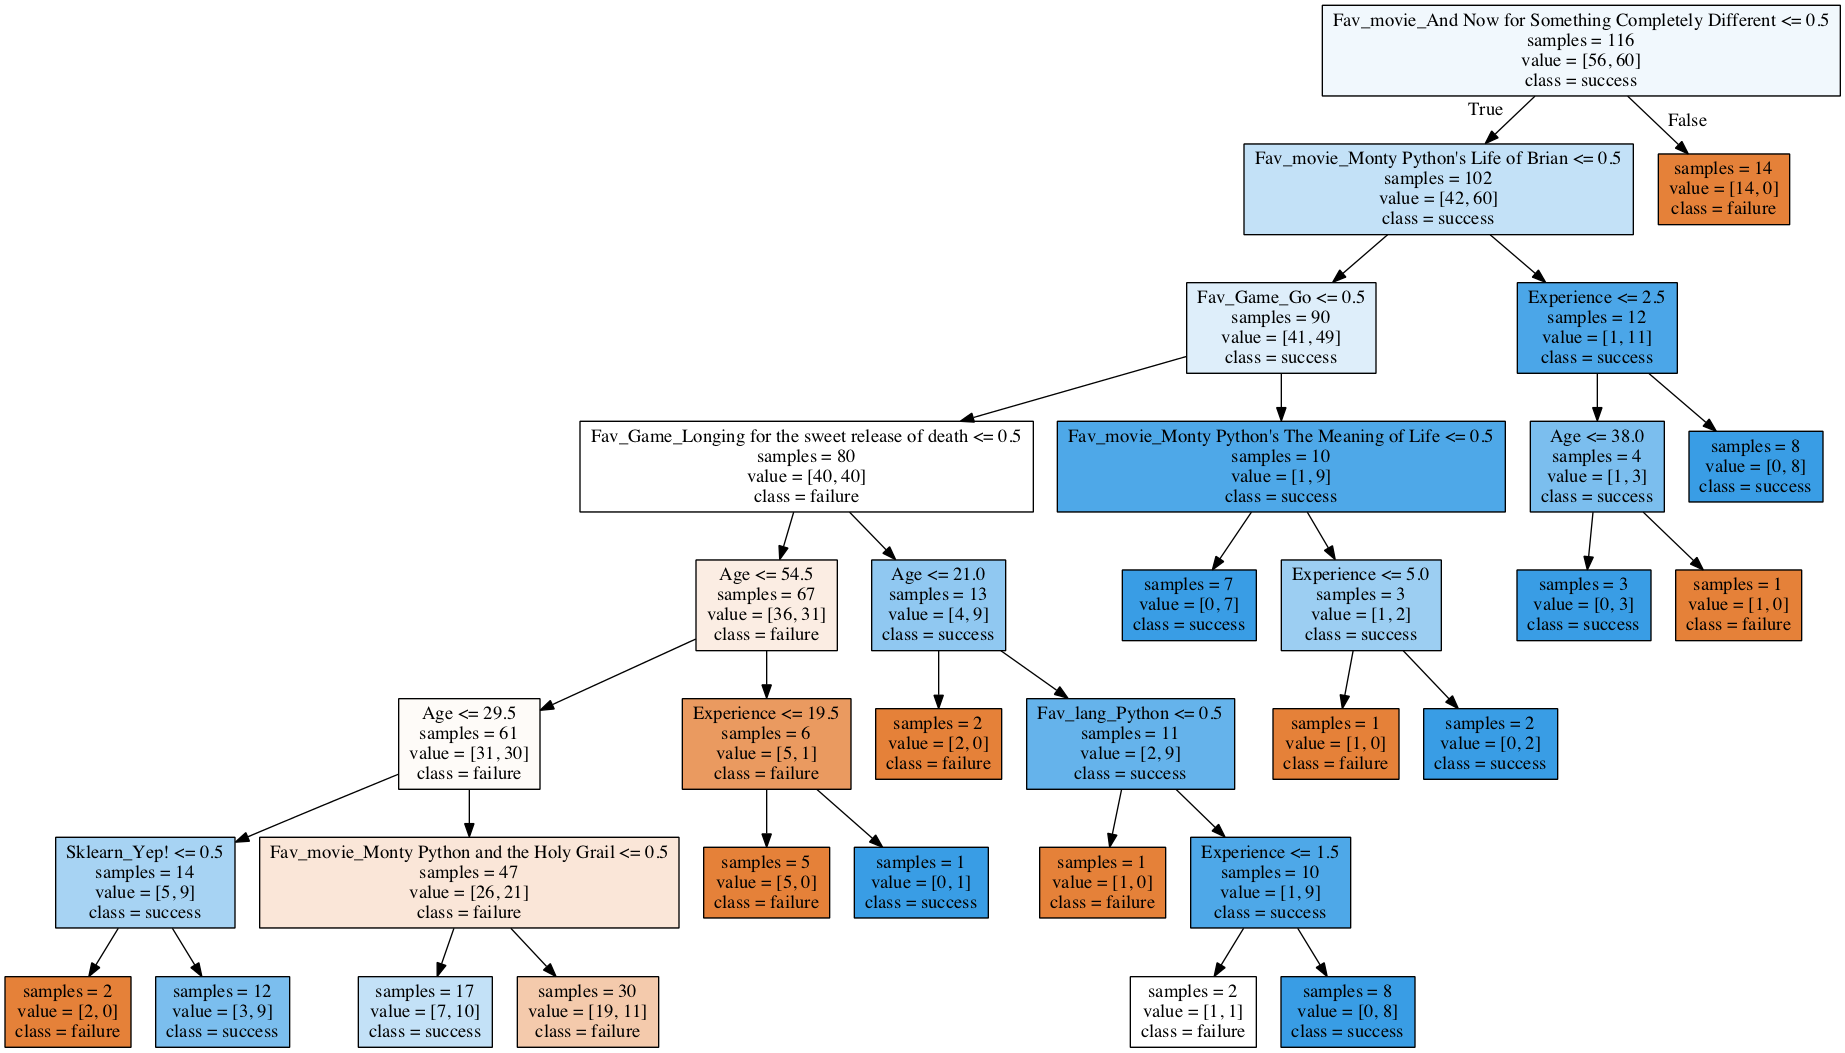 Fav_movie_And Now for Something Completely Different <= 0.5
samples = 116
value = [56, 60]
class = success
True
False
Fav_movie_Monty Python's Life of Brian <= 0.5
samples = 102
value = [42, 60]
class = success
samples = 14
value = [14, 0]
class = failure
Fav_Game_Go <= 0.5
samples = 90
value = [41, 49]
class = success
Experience <= 2.5
samples = 12
value = [1, 11]
class = success
Fav_Game_Longing for the sweet release of death <= 0.5
samples = 80
value = [40, 40]
class = failure
Fav_movie_Monty Python's The Meaning of Life <= 0.5
samples = 10
value = [1, 9]
class = success
Age <= 38.0
samples = 4
value = [1, 3]
class = success
samples = 8
value = [0, 8]
class = success
Age <= 54.5
samples = 67
value = [36, 31]
class = failure
Age <= 21.0
samples = 13
value = [4, 9]
class = success
samples = 7
value = [0, 7]
class = success
Experience <= 5.0
samples = 3
value = [1, 2]
class = success
samples = 3
value = [0, 3]
class = success
samples = 1
value = [1, 0]
class = failure
Age <= 29.5
samples = 61
value = [31, 30]
class = failure
Experience <= 19.5
samples = 6
value = [5, 1]
class = failure
samples = 2
value = [2, 0]
class = failure
Fav_lang_Python <= 0.5
samples = 11
value = [2, 9]
class = success
samples = 1
value = [1, 0]
class = failure
samples = 2
value = [0, 2]
class = success
Sklearn_Yep! <= 0.5
samples = 14
value = [5, 9]
class = success
Fav_movie_Monty Python and the Holy Grail <= 0.5
samples = 47
value = [26, 21]
class = failure
samples = 5
value = [5, 0]
class = failure
samples = 1
value = [0, 1]
class = success
samples = 1
value = [1, 0]
class = failure
Experience <= 1.5
samples = 10
value = [1, 9]
class = success
samples = 2
value = [2, 0]
class = failure
samples = 12
value = [3, 9]
class = success
samples = 17
value = [7, 10]
class = success
samples = 30
value = [19, 11]
class = failure
samples = 2
value = [1, 1]
class = failure
samples = 8
value = [0, 8]
class = success